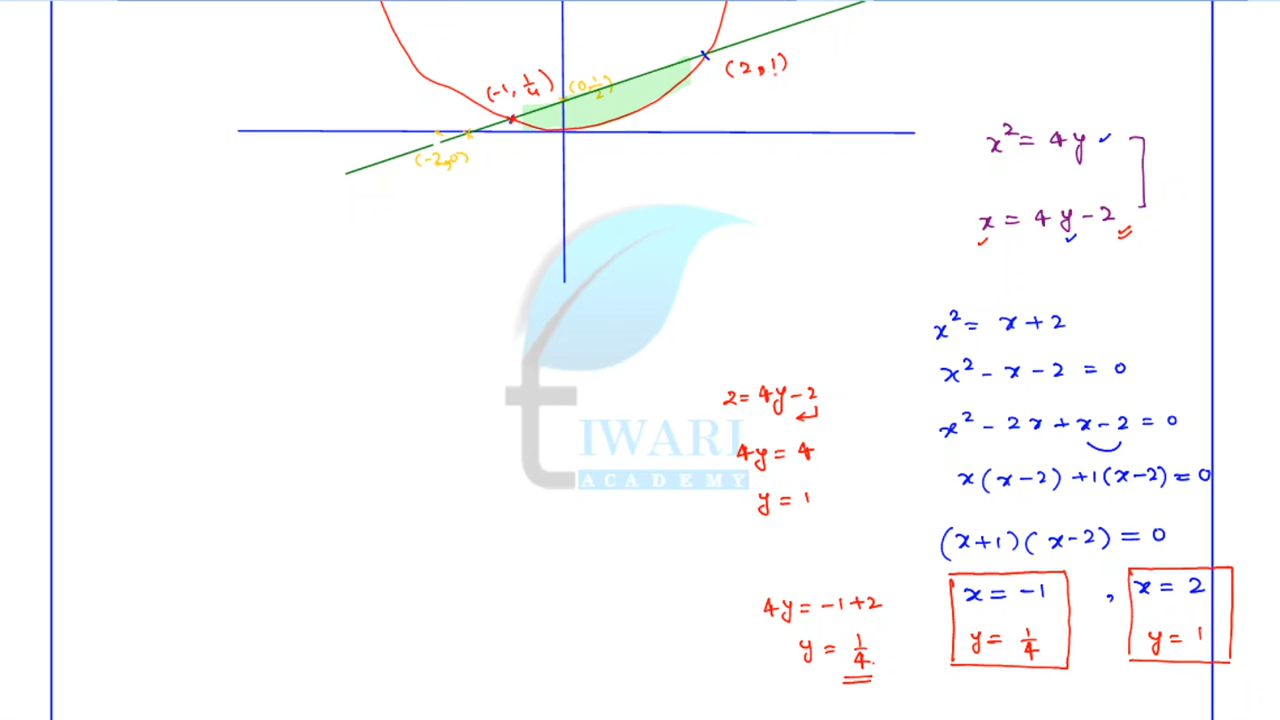 (-1, 1/4)
(0, 1/2)
(2, 1)
(-2, 0)
x² = 4y
x = 4y - 2
x² = x + 2
x² - x - 2 = 0
x² - 2x + x - 2 = 0
x(x-2) + 1(x-2) = 0
(x+1)(x-2) = 0
x = -1 , x = 2
y = 1/4 y = 1
2 = 4y - 2
4y = 4
y = 1
4y = -1 + 2
y = 1/4.
tIWARI
ACADEMY